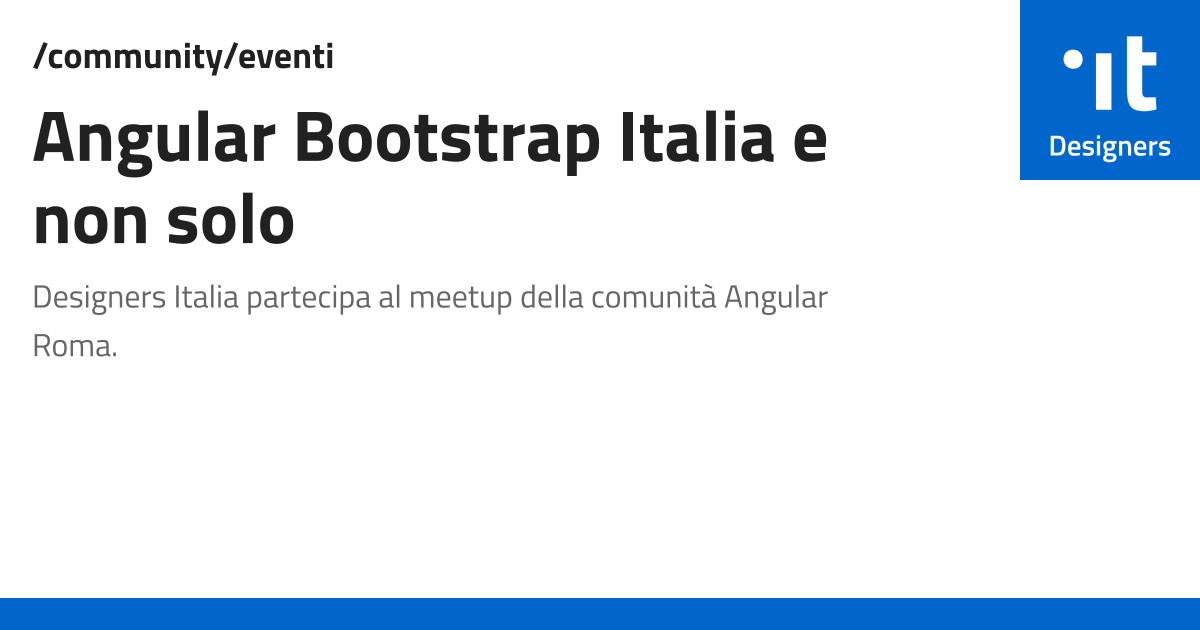 /community/eventi
Angular Bootstrap Italia e
non solo
Designers Italia partecipa al meetup della comunità Angular
Roma.
it
Designers